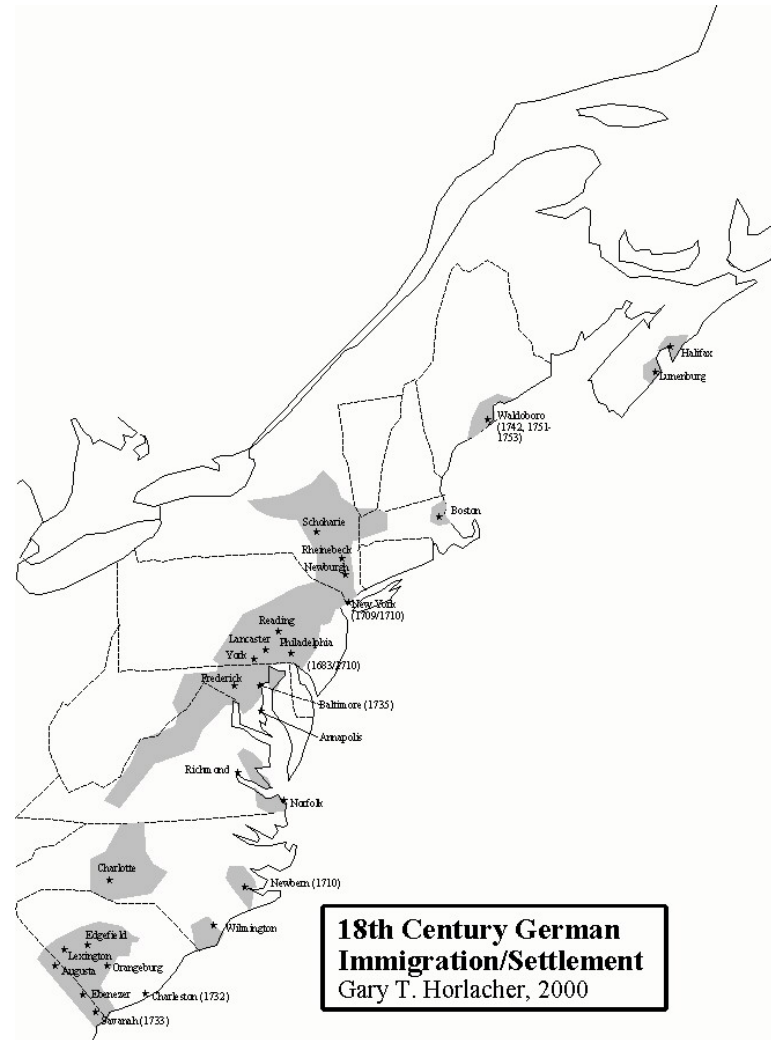 Halifax
Lunenburg
Waldoboro
(1742, 1751-
1753)
Boston
Schoharie
Rheinebeck
Newburgh
New York
(1709/1710)
Reading
Lancaster
Philadelphia
York
(1683/1710)
Frederick
Baltimore (1735)
Annapolis
Richmond
Norfolk
Charlotte
Newbern (1710)
Wilmington
Edgefield
Lexington
Augusta
Orangeburg
Ebenezer
Charleston (1732)
Savanah (1733)
18th Century German
Immigration/Settlement
Gary T. Horlacher, 2000